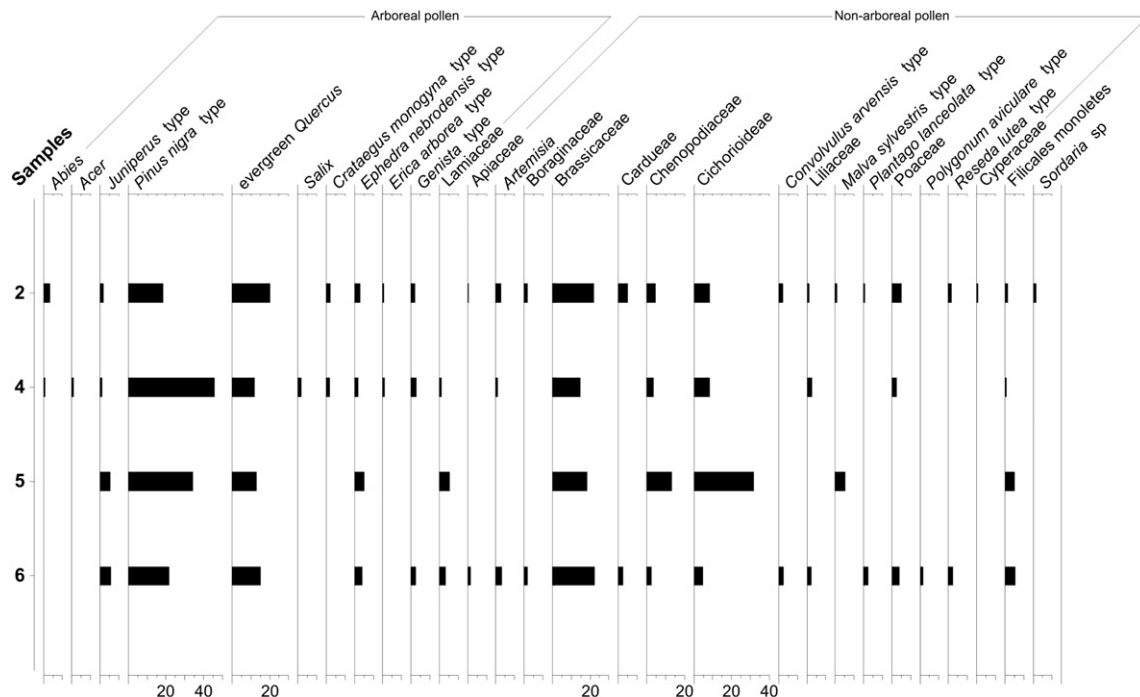 Arboreal pollen
Non-arboreal pollen
Samples
Abies
Acer
Juniperus type
Pinus nigra type
evergreen Quercus
Salix
Crataegus monogyna type
Ephedra nebrodensis type
Erica arborea type
Genista type
Lamiaceae
Apiaceae
Artemisia
Boraginaceae
Brassicaceae
Cardueae
Chenopodiaceae
Cichorioideae
Convolvulus arvensis type
Liliaceae
Malva sylvestris type
Plantago lanceolata type
Poaceae
Polygonum aviculare type
Reseda lutea type
Cyperaceae
Filicales monoletes
Sordaria sp
2
4
5
6
20 40 20 20 20 20 40